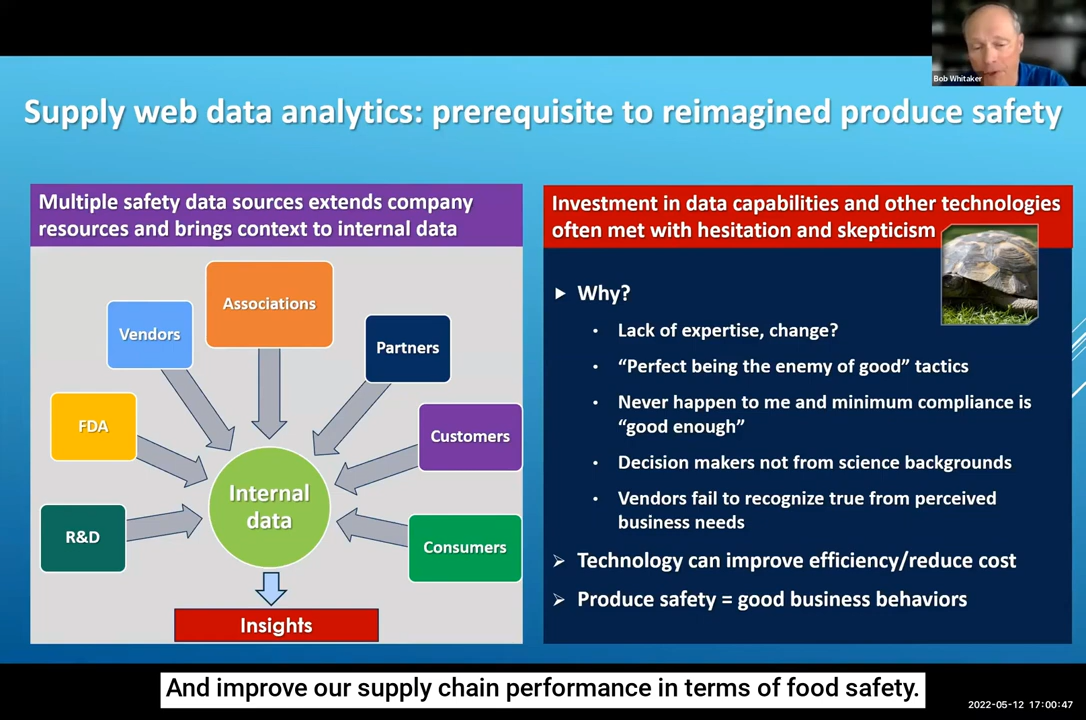 Bob Whitaker
Supply web data analytics: prerequisite to reimagined produce safety
Multiple safety data sources extends company
resources and brings context to internal data
Associations
Vendors
Partners
FDA
Customers
Internal
data
R&D
Consumers
Insights
Investment in data capabilities and other technologies
often met with hesitation and skepticism
Why?
• Lack of expertise, change?
• “Perfect being the enemy of good” tactics
• Never happen to me and minimum compliance is
“good enough”
• Decision makers not from science backgrounds
• Vendors fail to recognize true from perceived
business needs
Technology can improve efficiency/reduce cost
Produce safety = good business behaviors
And improve our supply chain performance in terms of food safety.
2022-05-12 17:00:47